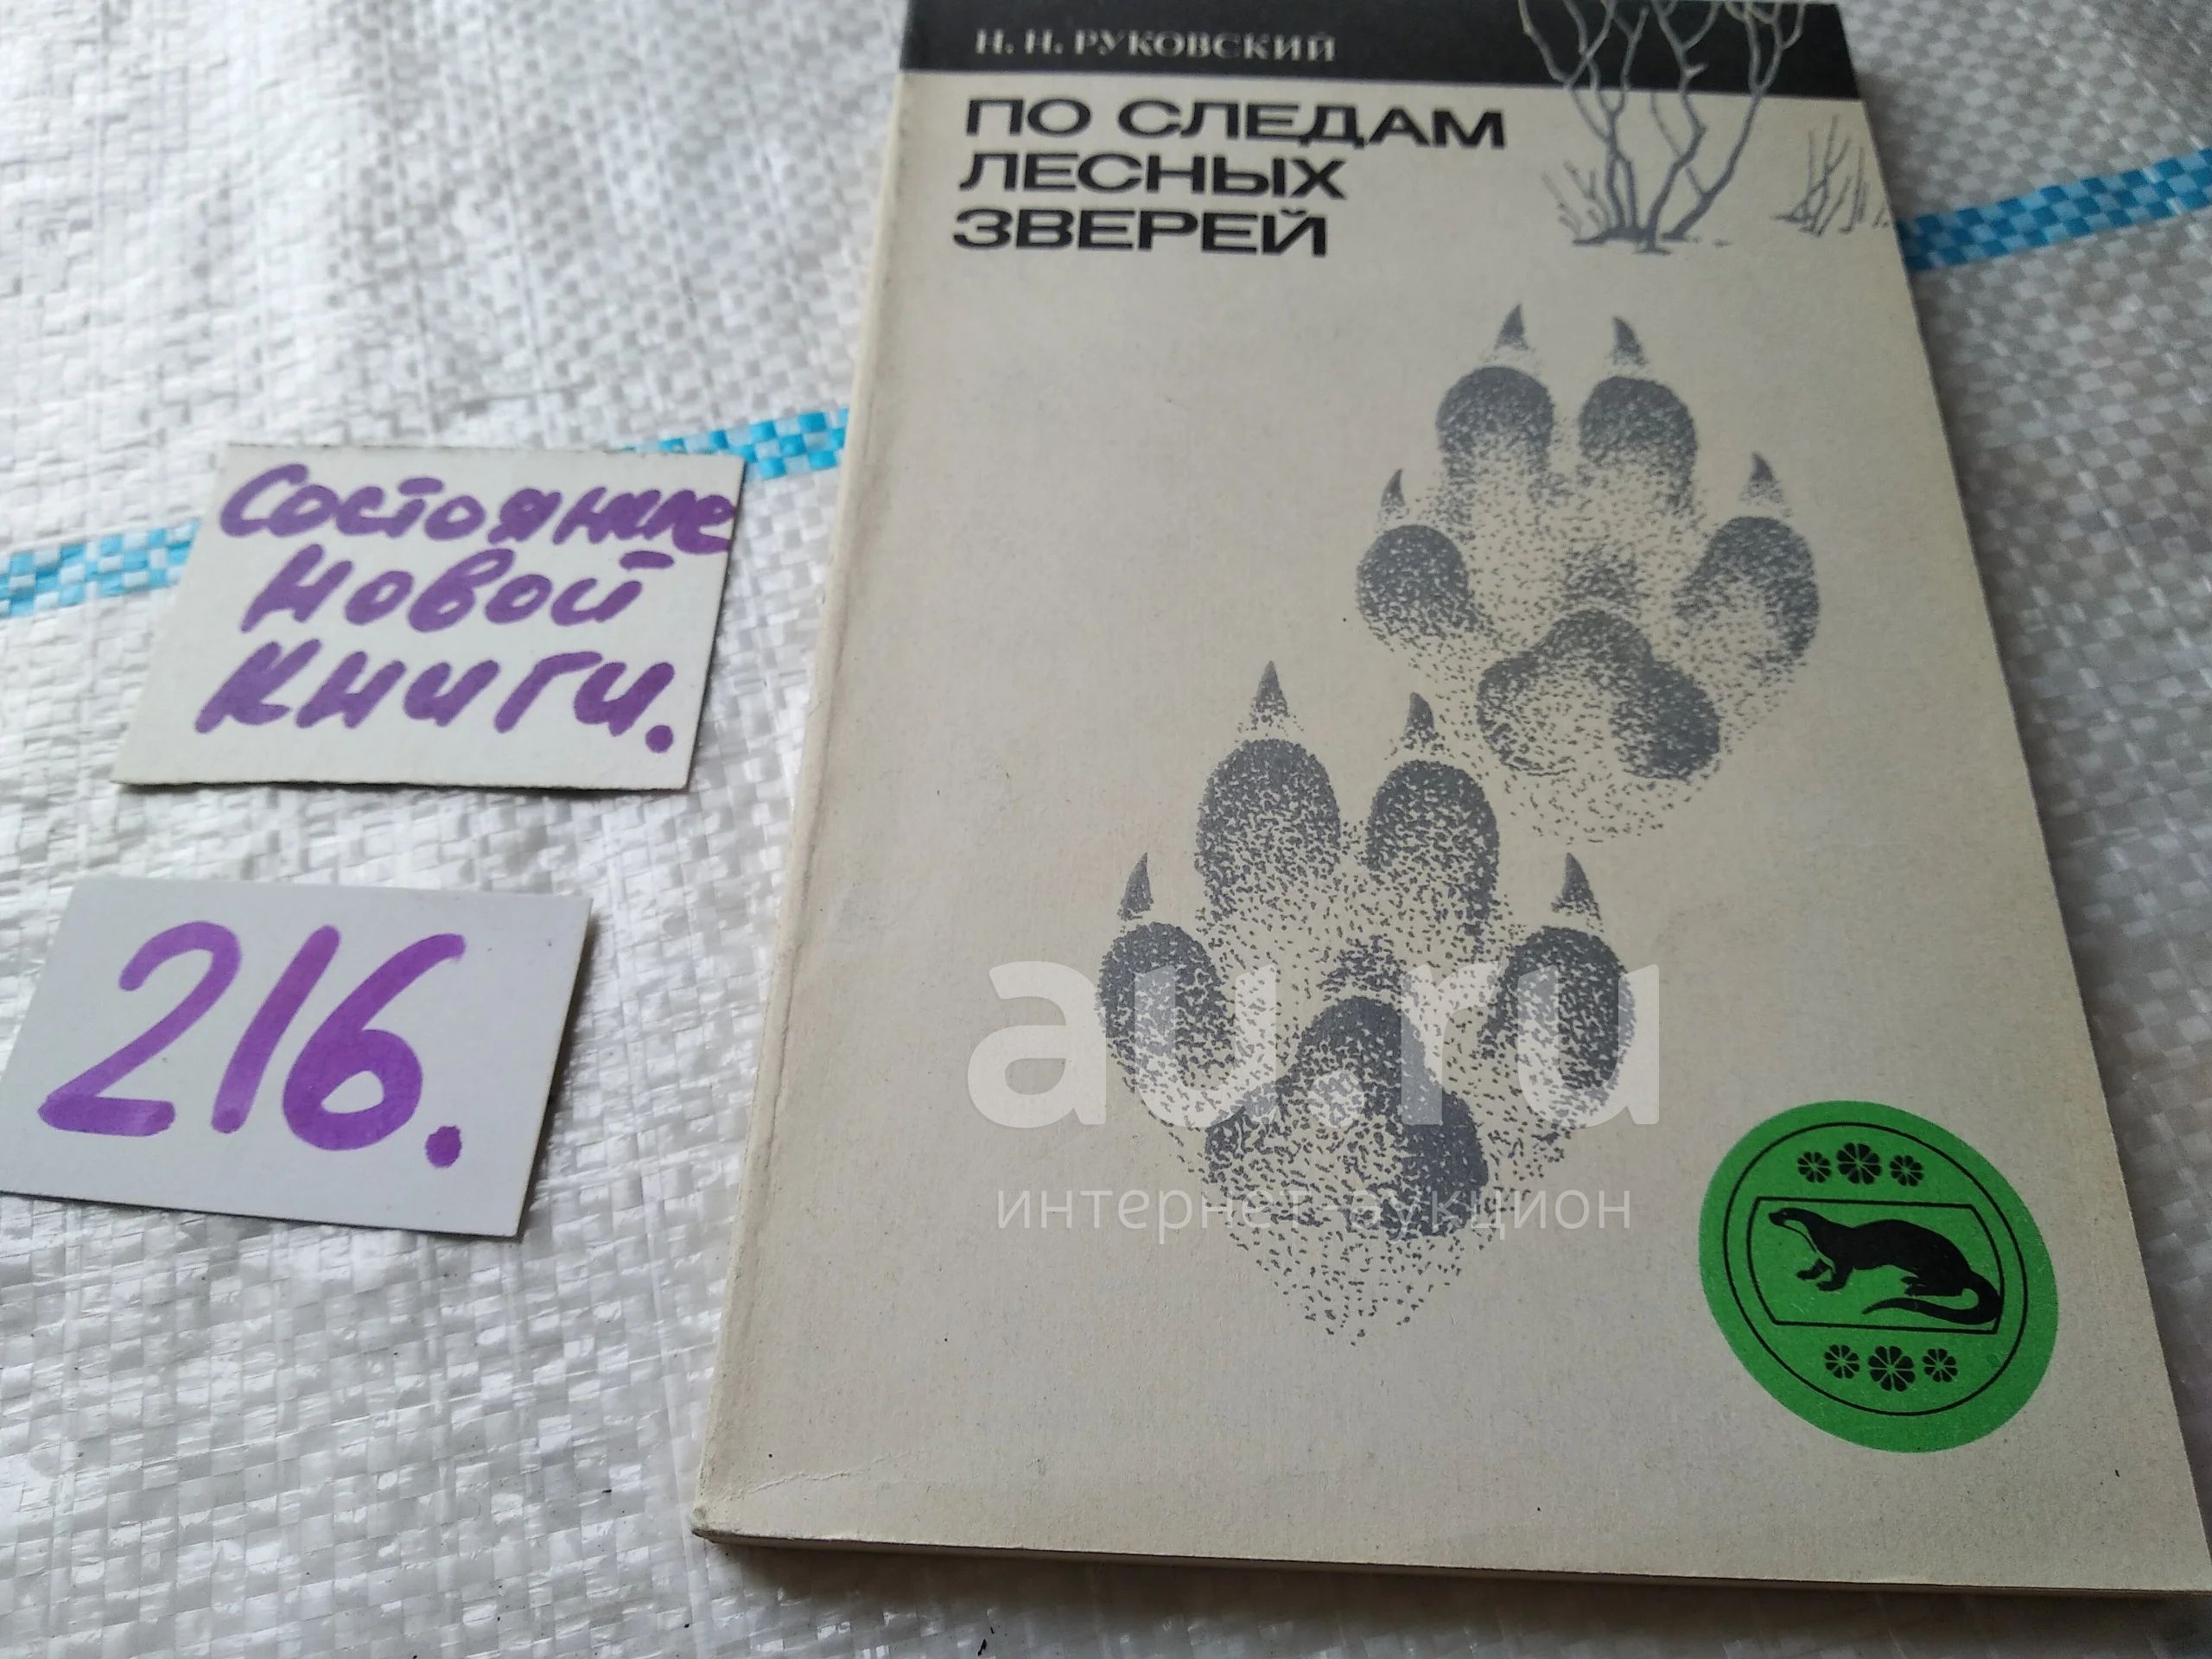 Н. Н. РУКОВСКИЙ
ПО СЛЕДАМ
ЛЕСНЫХ
ЗВЕРЕЙ
Состояние
новой
книги.
216.
au.ru
интернет-аукцион